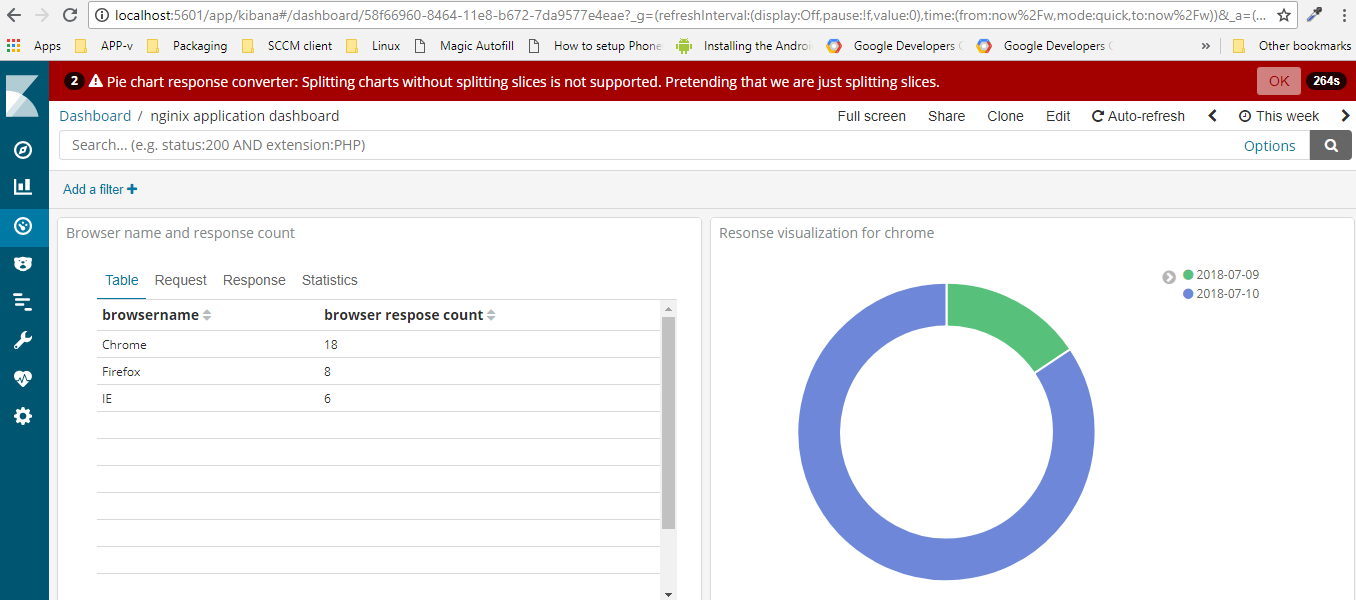 localhost:5601/app/kibana#/dashboard/58f66960-8464-11e8-b672-7da9577e4eae?_g=(refreshInterval:(display:Off,pause:!f,value:0),time:(from:now%2Fw,mode:quick,to:now%2Fw))&_a=(...
Apps APP-v Packaging SCCM client Linux Magic Autofill How to setup Phone Installing the Androi Google Developers Google Developers » Other bookmarks
2 Pie chart response converter: Splitting charts without splitting slices is not supported. Pretending that we are just splitting slices. OK 264s
Dashboard / nginix application dashboard Full screen Share Clone Edit Auto-refresh This week
Search... (e.g. status:200 AND extension:PHP) Options
Add a filter +
Browser name and response count
Table Request Response Statistics
browsername browser respose count
Chrome 18
Firefox 8
IE 6
Resonse visualization for chrome
2018-07-09
2018-07-10